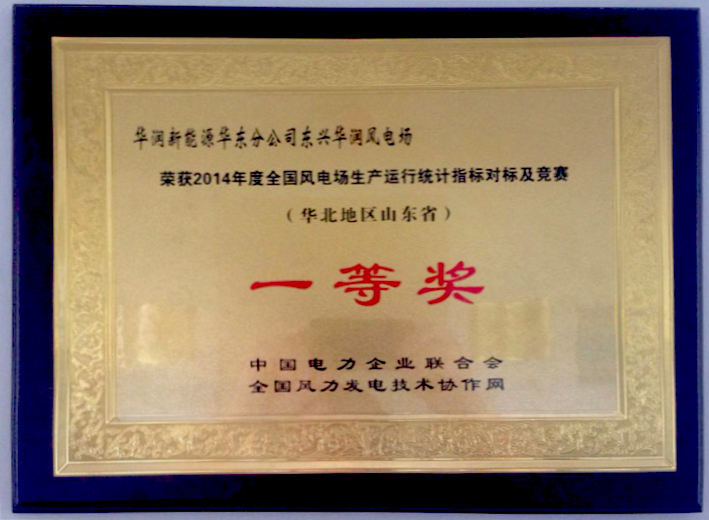 华润新能源华东分公司东兴华润风电场
荣获2014年度全国风电场生产运行统计指标对标及竞赛
（华北地区山东省）
一等奖
中国电力企业联合会
全国风力发电技术协作网